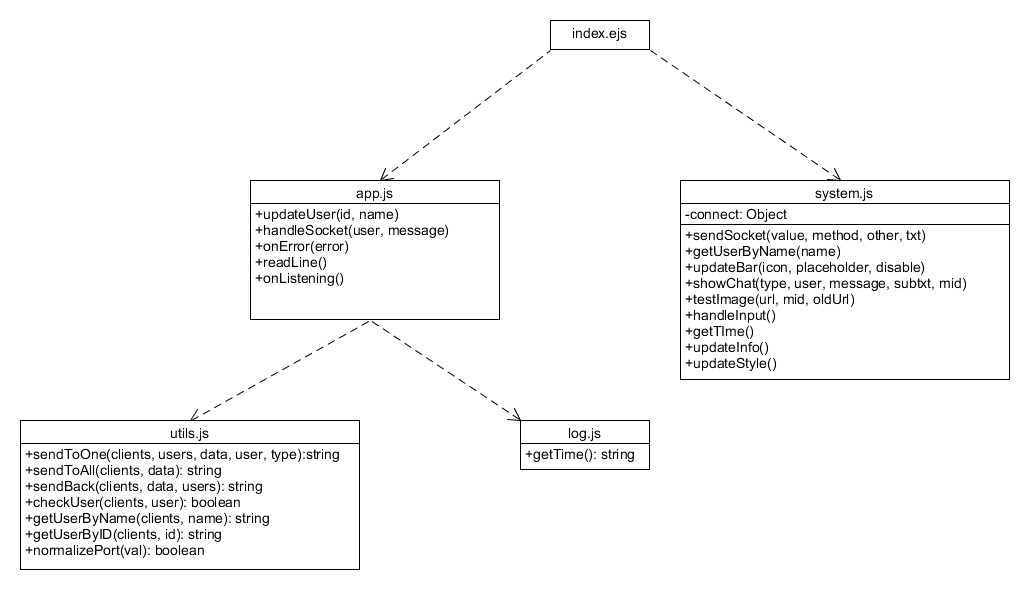 index.ejs
app.js
+updateUser(id, name)
+handleSocket(user, message)
+onError(error)
+readLine()
+onListening()
system.js
-connect: Object
+sendSocket(value, method, other, txt)
+getUserByName(name)
+updateBar(icon, placeholder, disable)
+showChat(type, user, message, subtxt, mid)
+testImage(url, mid, oldUrl)
+handleInput()
+getTIme()
+updateInfo()
+updateStyle()
utils.js
+sendToOne(clients, users, data, user, type):string
+sendToAll(clients, data): string
+sendBack(clients, data, users): string
+checkUser(clients, user): boolean
+getUserByName(clients, name): string
+getUserByID(clients, id): string
+normalizePort(val): boolean
log.js
+getTime(): string